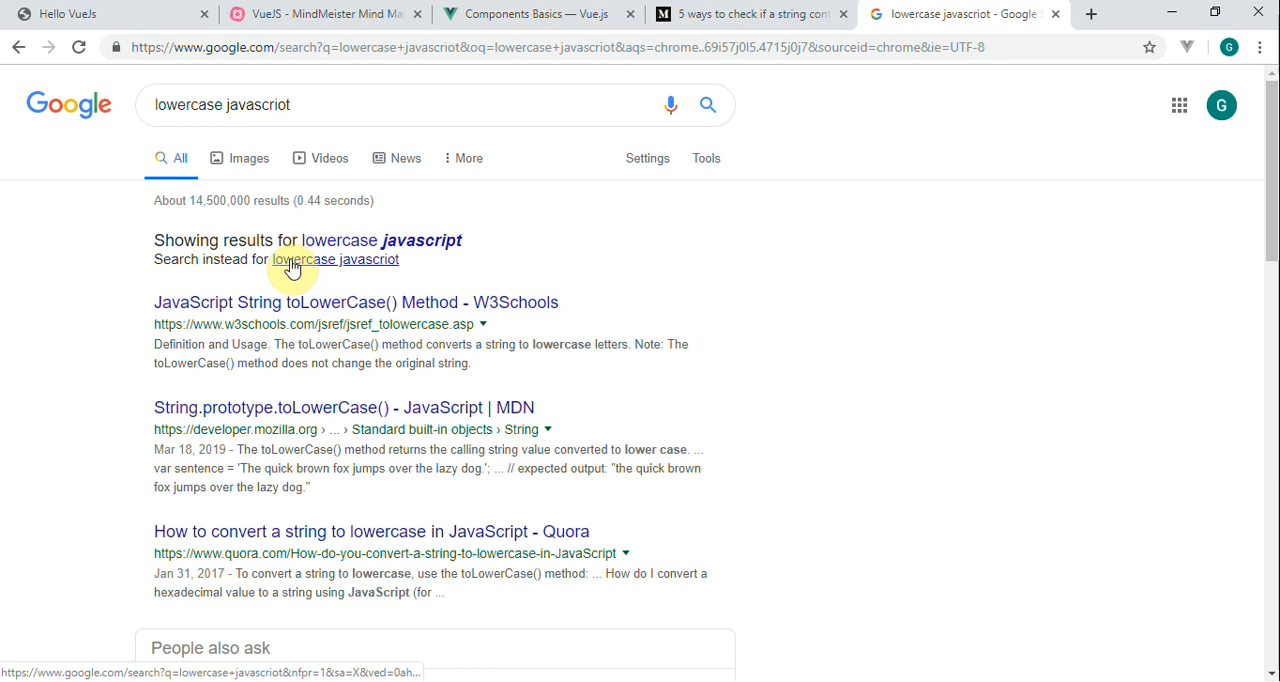 Hello VueJs
VueJS - MindMeister Mind Ma
Components Basics — Vue.js
5 ways to check if a string cont
lowercase javascriot - Google
https://www.google.com/search?q=lowercase+javascriot&oq=lowercase+javascriot&aqs=chrome..69i57j0l5.4715j0j7&sourceid=chrome&ie=UTF-8
G
Google
lowercase javascriot
G
All
Images
Videos
News
More
Settings
Tools
About 14,500,000 results (0.44 seconds)
Showing results for lowercase javascript
Search instead for lowercase javascriot
JavaScript String toLowerCase() Method - W3Schools
https://www.w3schools.com/jsref/jsref_tolowercase.asp
Definition and Usage. The toLowerCase() method converts a string to lowercase letters. Note: The
toLowerCase() method does not change the original string.
String.prototype.toLowerCase() - JavaScript | MDN
https://developer.mozilla.org › ... › Standard built-in objects › String
Mar 18, 2019 - The toLowerCase() method returns the calling string value converted to lower case. ...
var sentence = 'The quick brown fox jumps over the lazy dog.'; ... // expected output: "the quick brown
fox jumps over the lazy dog."
How to convert a string to lowercase in JavaScript - Quora
https://www.quora.com/How-do-you-convert-a-string-to-lowercase-in-JavaScript
Jan 31, 2017 - To convert a string to lowercase, use the toLowerCase() method: ... How do I convert a
hexadecimal value to a string using JavaScript (for ...
People also ask
https://www.google.com/search?q=lowercase+javascriot&nfpr=1&sa=X&ved=0ah...